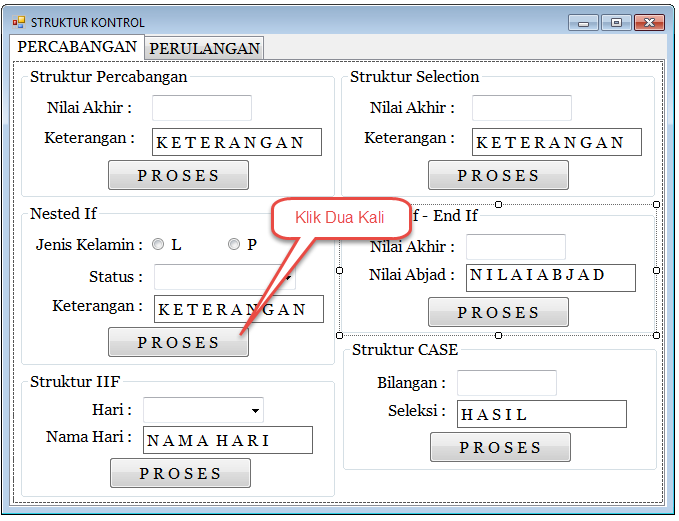 STRUKTUR KONTROL
PERCABANGAN
PERULANGAN
Struktur Percabangan
Nilai Akhir :
Keterangan :
K E T E R A N G A N
P R O S E S
Struktur Selection
Nilai Akhir :
Keterangan :
K E T E R A N G A N
P R O S E S
Nested If
Jenis Kelamin :
L
P
Status :
Keterangan :
K E T E R A N G A N
P R O S E S
Klik Dua Kali
f - End If
Nilai Akhir :
Nilai Abjad :
N I L A I A B J A D
P R O S E S
Struktur IIF
Hari :
Nama Hari :
N A M A H A R I
P R O S E S
Struktur CASE
Bilangan :
Seleksi :
H A S I L
P R O S E S